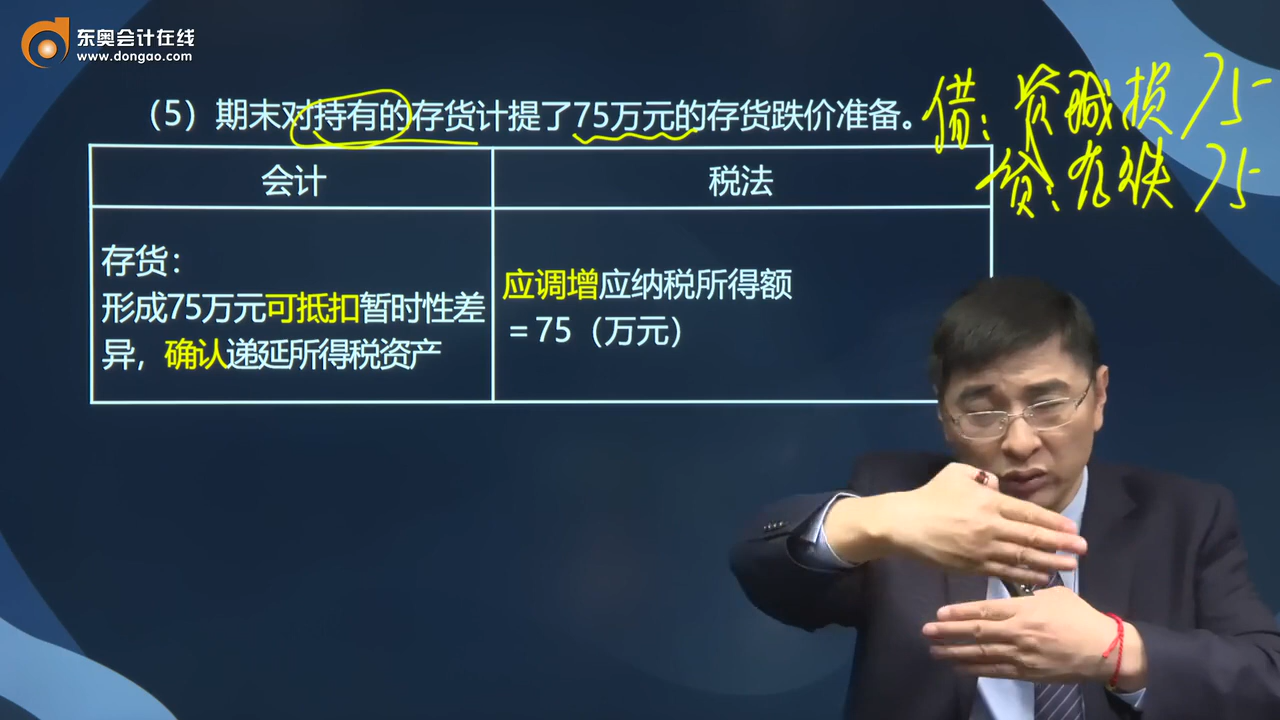 东奥会计在线
www.dongao.com
（5）期末对持有的存货计提了75万元的存货跌价准备。
借：资减损 75
贷：存跌 75
会计
税法
存货：
形成75万元可抵扣暂时性差
异，确认递延所得税资产
应调增应纳税所得额
＝75（万元）